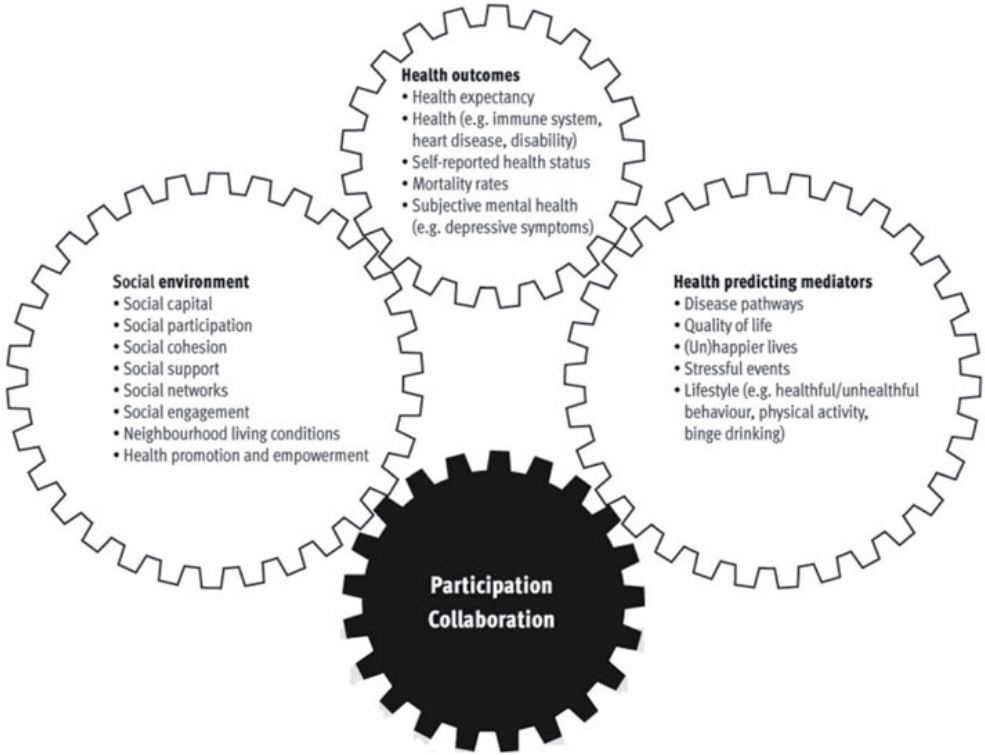 Health outcomes
• Health expectancy
• Health (e.g. immune system,
heart disease, disability)
• Self-reported health status
• Mortality rates
• Subjective mental health
(e.g. depressive symptoms)
Social environment
• Social capital
• Social participation
• Social cohesion
• Social support
• Social networks
• Social engagement
• Neighbourhood living conditions
• Health promotion and empowerment
Health predicting mediators
• Disease pathways
• Quality of life
• (Un)happier lives
• Stressful events
• Lifestyle (e.g. healthful/unhealthful
behaviour, physical activity,
binge drinking)
Participation
Collaboration